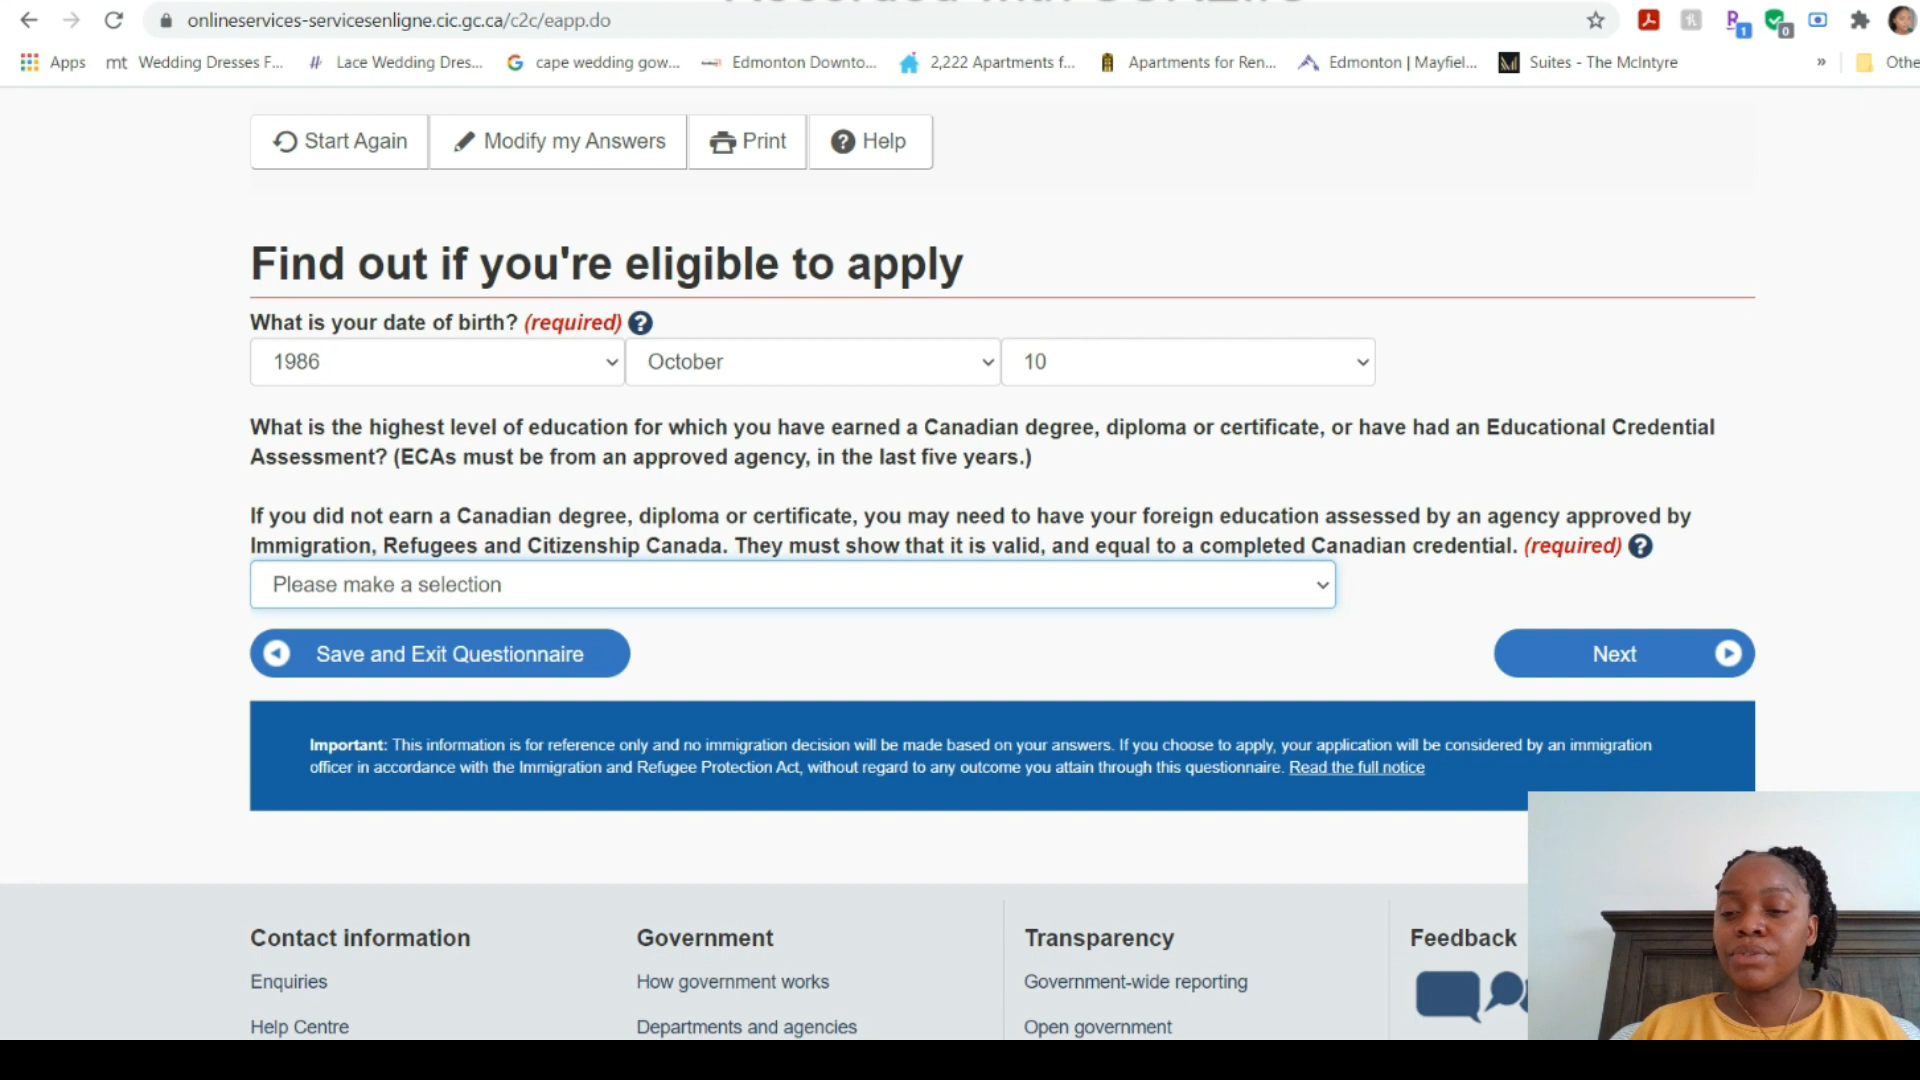 onlineservices-servicesenligne.cic.gc.ca/c2c/eapp.do
1
0
Apps mt Wedding Dresses F... Lace Wedding Dres... cape wedding gow... Edmonton Downto... 2,222 Apartments f... Apartments for Ren... Edmonton | Mayfiel... Suites - The McIntyre » Othe
Start Again Modify my Answers Print Help
Find out if you're eligible to apply
What is your date of birth? (required)
1986 October 10
What is the highest level of education for which you have earned a Canadian degree, diploma or certificate, or have had an Educational Credential
Assessment? (ECAs must be from an approved agency, in the last five years.)
If you did not earn a Canadian degree, diploma or certificate, you may need to have your foreign education assessed by an agency approved by
Immigration, Refugees and Citizenship Canada. They must show that it is valid, and equal to a completed Canadian credential. (required)
Please make a selection
Save and Exit Questionnaire Next
Important: This information is for reference only and no immigration decision will be made based on your answers. If you choose to apply, your application will be considered by an immigration
officer in accordance with the Immigration and Refugee Protection Act, without regard to any outcome you attain through this questionnaire. Read the full notice
Contact information Government Transparency Feedback
Enquiries How government works Government-wide reporting
Help Centre Departments and agencies Open government